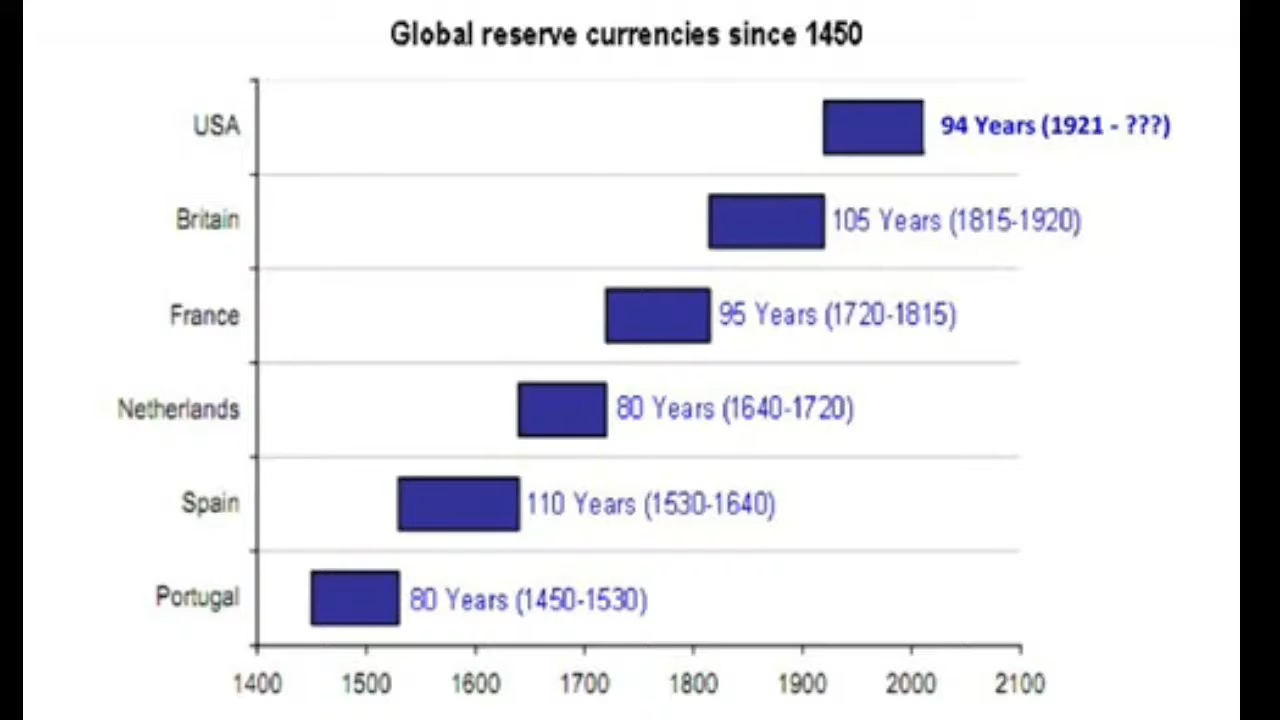 Global reserve currencies since 1450
USA
94 Years (1921 - ???)
Britain
105 Years (1815-1920)
France
95 Years (1720-1815)
Netherlands
80 Years (1640-1720)
Spain
110 Years (1530-1640)
Portugal
80 Years (1450-1530)
1400 1500 1600 1700 1800 1900 2000 2100